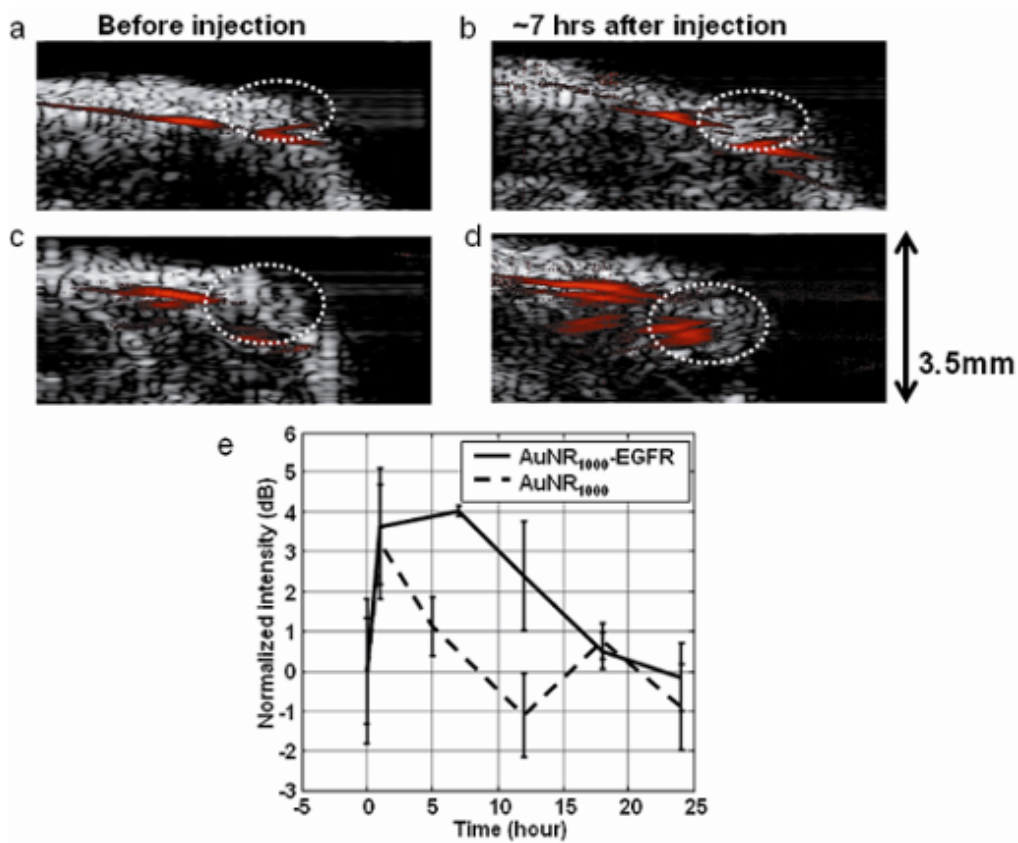 a Before injection
b ~7 hrs after injection
c
d
3.5mm
e
AuNR1000-EGFR
AuNR1000
Normalized intensity (dB)
6
5
4
3
2
1
0
-1
-2
-3
-5 0 5 10 15 20 25
Time (hour)